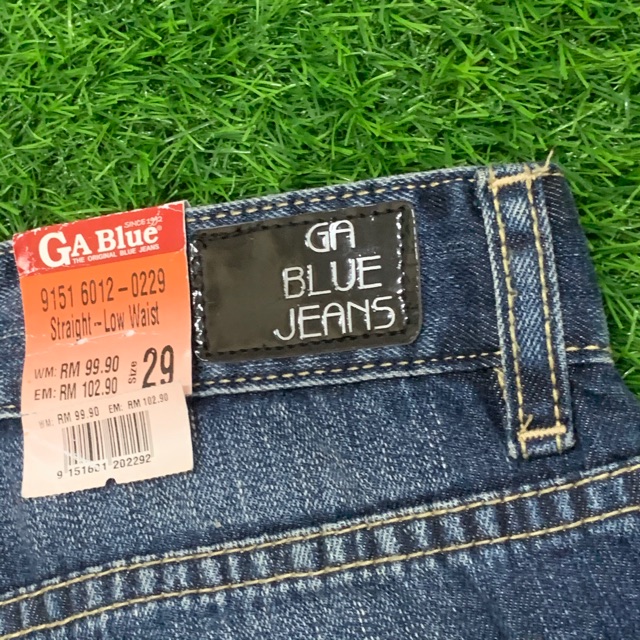 SINCE 1992
GA Blue®
THE ORIGINAL BLUE JEANS
9151 6012-0229
Straight-Low Waist
WM: RM 99.90
EM: RM 102.90
Size 29
WM: RM 99.90 EM: RM 102.90
9 151601 202292
GA
BLUE
JEANS